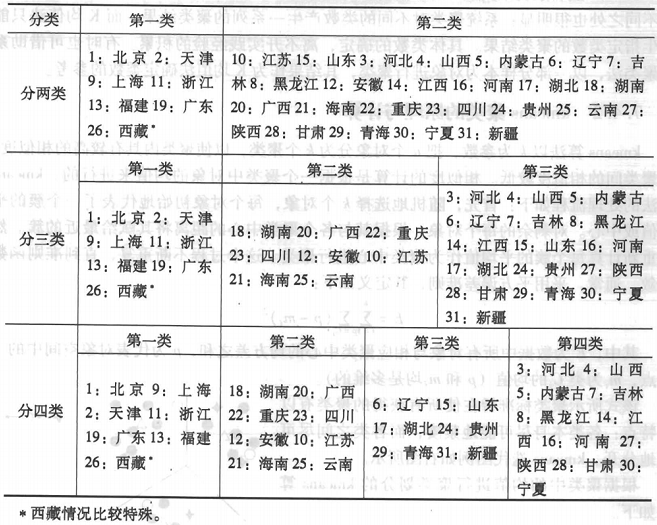 分类 第一类 第二类
分两类
1：北京 2：天津
9：上海 11：浙江
13：福建 19：广东
26：西藏*
10：江苏 15：山东 3：河北 4：山西 5：内蒙古 6：辽宁 7：吉
林 8：黑龙江 12：安徽 14：江西 16：河南 17：湖北 18：湖南
20：广西 21：海南 22：重庆 23：四川 24：贵州 25：云南 27：
陕西 28：甘肃 29：青海 30：宁夏 31：新疆
分三类
第一类 第二类 第三类
1：北京 2：天津
9：上海 11：浙江
13：福建 19：广东
26：西藏*
18：湖南 20：广西 22：重庆
23：四川 12：安徽 10：江苏
21：海南 25：云南
3：河北 4：山西 5：内蒙古
6：辽宁 7：吉林 8：黑龙江
14：江西 15：山东 16：河南
17：湖北 24：贵州 27：陕西
28：甘肃 29：青海 30：宁夏
31：新疆
分四类
第一类 第二类 第三类 第四类
1：北京 9：上海
2：天津 11：浙江
19：广东 13：福建
26：西藏*
18：湖南 20：广西
22：重庆 23：四川
12：安徽 10：江苏
21：海南 25：云南
6：辽宁 15：山东
17：湖北 24：贵州
29：青海 31：新疆
3：河北 4：山西
5：内蒙古 7：吉林
8：黑龙江 14：江
西 16：河南 27：
陕西 28：甘肃 30：
宁夏
*西藏情况比较特殊。